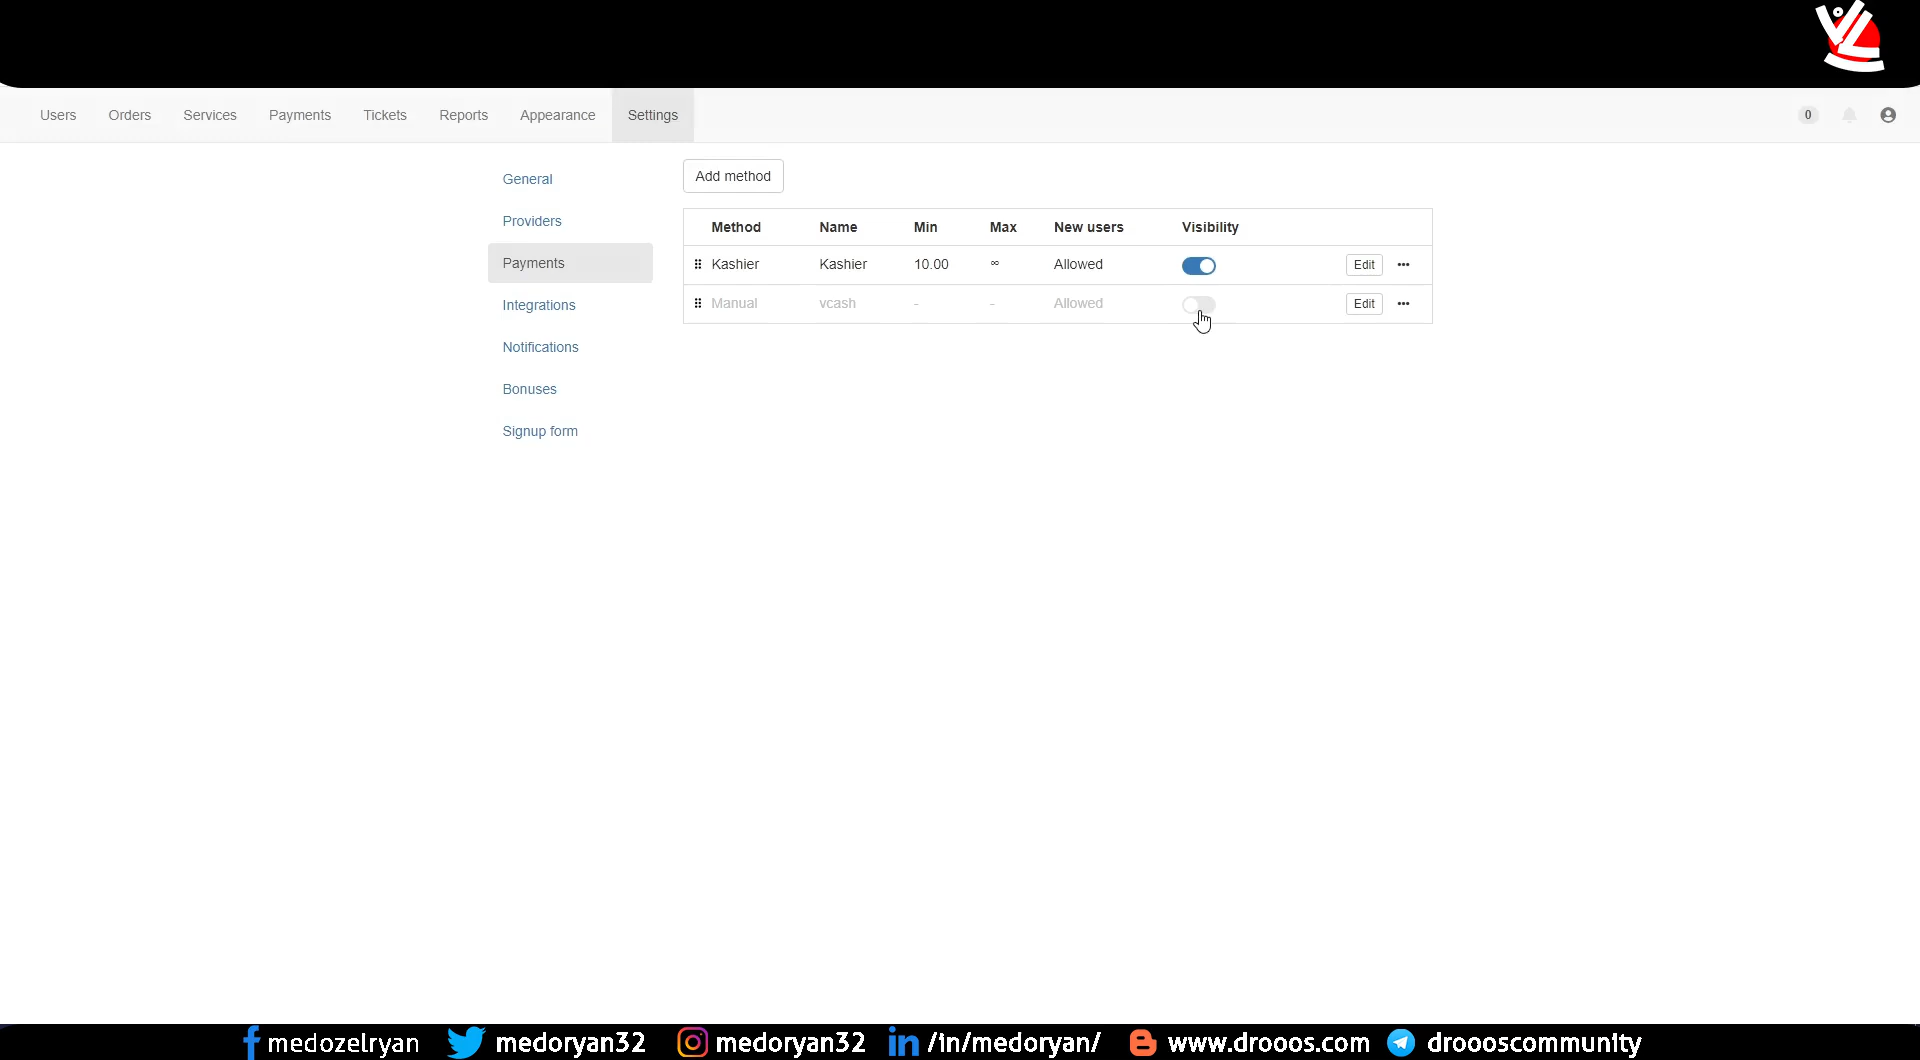 Users Orders Services Payments Tickets Reports Appearance Settings 0
General
Providers
Payments
Integrations
Notifications
Bonuses
Signup form
Add method
Method Name Min Max New users Visibility
Kashier Kashier 10.00 ∞ Allowed Edit •••
Manual vcash - - Allowed Edit •••
medozelryan medoryan32 medoryan32 /in/medoryan/ www.drooos.com droooscommunity